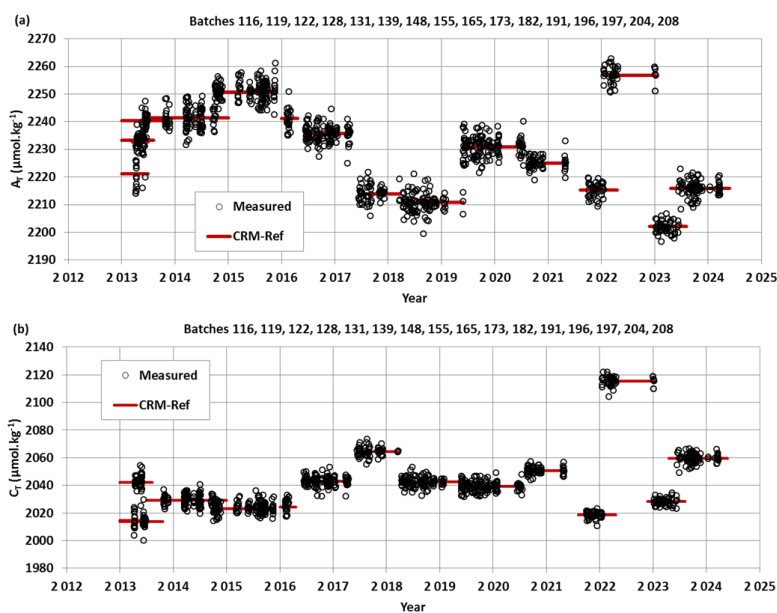 (a)
Batches 116, 119, 122, 128, 131, 139, 148, 155, 165, 173, 182, 191, 196, 197, 204, 208
2270
2260
2250
2240
2230
2220
2210
2200
2190
A_T (µmol.kg⁻¹)
Measured
CRM-Ref
2 012 2 013 2 014 2 015 2 016 2 017 2 018 2 019 2 020 2 021 2 022 2 023 2 024 2 025
Year
(b)
Batches 116, 119, 122, 128, 131, 139, 148, 155, 165, 173, 182, 191, 196, 197, 204, 208
2140
2120
2100
2080
2060
2040
2020
2000
1980
C_T (µmol.kg⁻¹)
Measured
CRM-Ref
2 012 2 013 2 014 2 015 2 016 2 017 2 018 2 019 2 020 2 021 2 022 2 023 2 024 2 025
Year